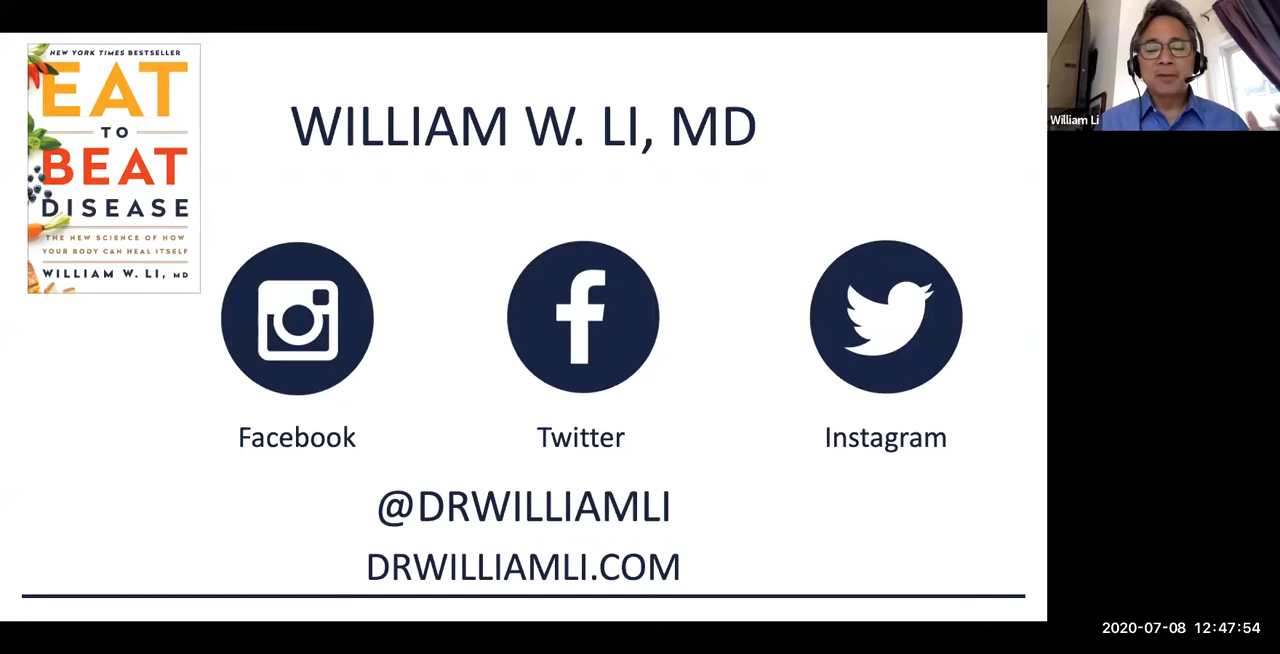 NEW YORK TIMES BESTSELLER
EAT
TO
BEAT
DISEASE
THE NEW SCIENCE OF HOW
YOUR BODY CAN HEAL ITSELF
WILLIAM W. LI, MD
WILLIAM W. LI, MD
Facebook
Twitter
Instagram
@DRWILLIAMLI
DRWILLIAMLI.COM
William Li
2020-07-08 12:47:54